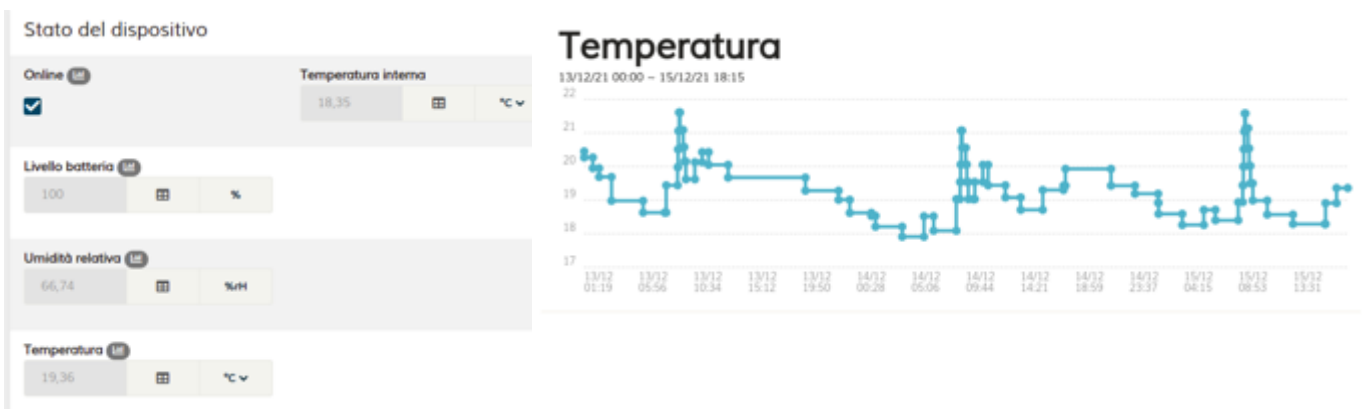 Stato del dispositivo
Online
Temperatura interna
18,35 °C
Livello batteria
100 %
Umidità relativa
66,74 %rH
Temperatura
19,36 °C
Temperatura
13/12/21 00:00 – 15/12/21 18:15
22
21
20
19
18
17
13/12 13/12 13/12 13/12 13/12 14/12 14/12 14/12 14/12 14/12 14/12 15/12 15/12 15/12
01:19 05:56 10:34 15:12 19:50 00:28 05:06 09:44 14:21 18:59 23:37 04:15 08:53 13:31